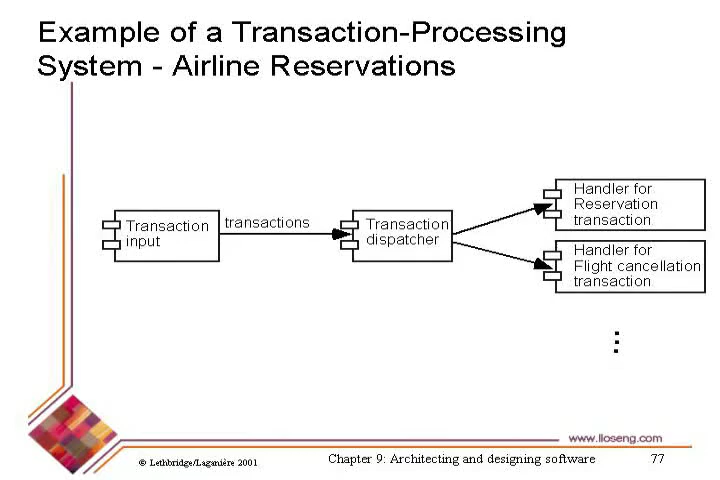 Example of a Transaction-Processing
System - Airline Reservations
Transaction
input
transactions
Transaction
dispatcher
Handler for
Reservation
transaction
Handler for
Flight cancellation
transaction
...
www.lloseng.com
© Lethbridge/Laganière 2001
Chapter 9: Architecting and designing software
77